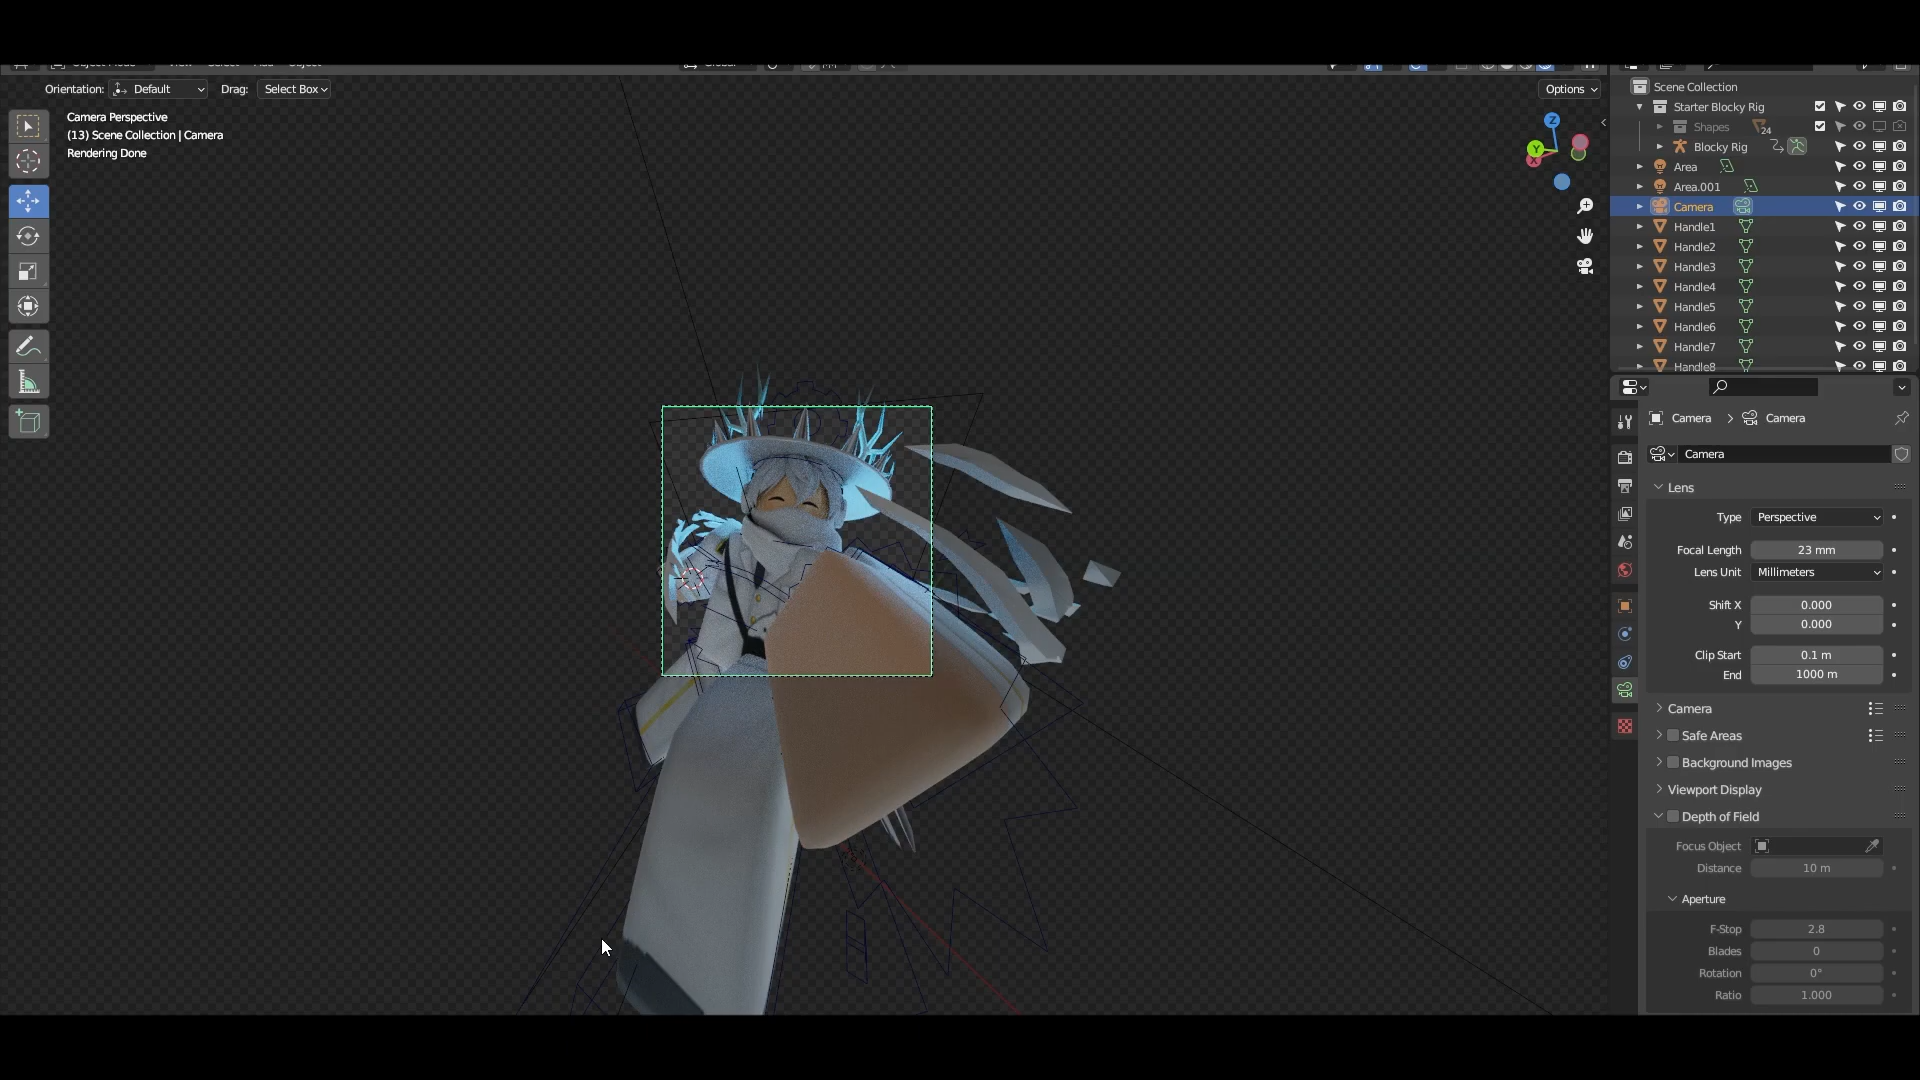 Orientation: Default Drag: Select Box
Options
Camera Perspective
(13) Scene Collection | Camera
Rendering Done
Z
Y
X
Scene Collection
Starter Blocky Rig
Shapes 24
Blocky Rig
Area
Area.001
Camera
Handle1
Handle2
Handle3
Handle4
Handle5
Handle6
Handle7
Handle8
Camera > Camera
Camera
Lens
Type Perspective
Focal Length 23 mm
Lens Unit Millimeters
Shift X 0.000
Y 0.000
Clip Start 0.1 m
End 1000 m
Camera
Safe Areas
Background Images
Viewport Display
Depth of Field
Focus Object
Distance 10 m
Aperture
F-Stop 2.8
Blades 0
Rotation 0°
Ratio 1.000